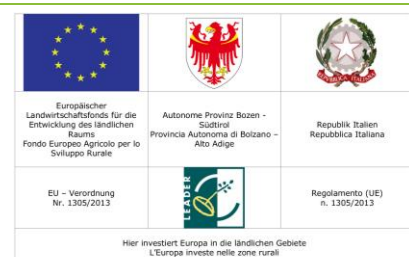 Europäischer
Landwirtschaftsfonds für die
Entwicklung des ländlichen
Raums
Fondo Europeo Agricolo per lo
Sviluppo Rurale
Autonome Provinz Bozen -
Südtirol
Provincia Autonoma di Bolzano –
Alto Adige
Republik Italien
Repubblica Italiana
EU – Verordnung
Nr. 1305/2013
LEADER
Regolamento (UE)
n. 1305/2013
Hier investiert Europa in die ländlichen Gebiete
L'Europa investe nelle zone rurali